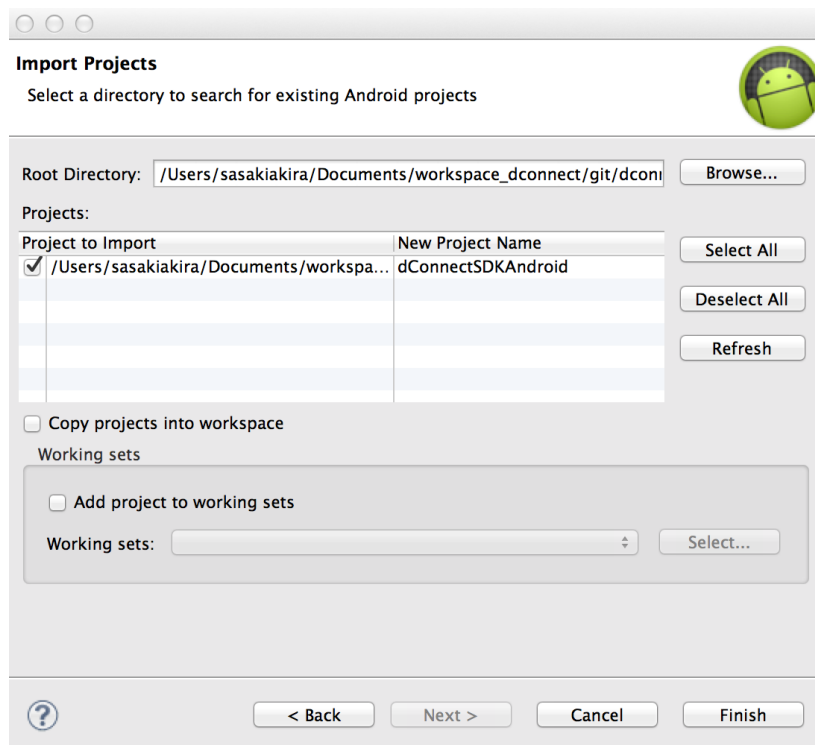 Import Projects
Select a directory to search for existing Android projects
Root Directory: /Users/sasakiakira/Documents/workspace_dconnect/git/dconn Browse...
Projects:
Project to Import New Project Name
/Users/sasakiakira/Documents/workspa... dConnectSDKAndroid
Select All
Deselect All
Refresh
Copy projects into workspace
Working sets
Add project to working sets
Working sets: Select...
? < Back Next > Cancel Finish